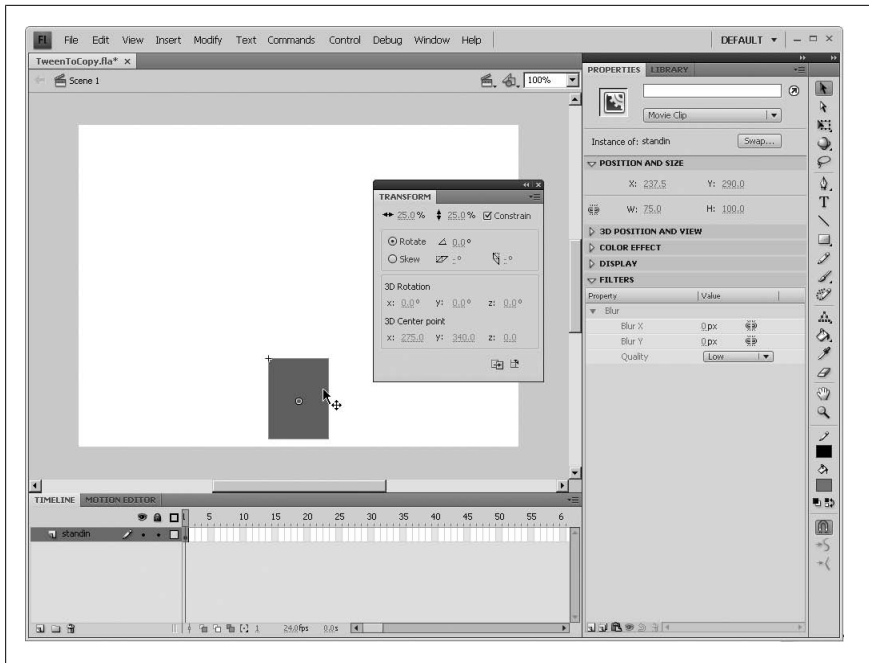 Fl File Edit View Insert Modify Text Commands Control Debug Window Help DEFAULT
TweenToCopy.fla* ×
Scene 1 100%
PROPERTIES LIBRARY
Movie Clip
Instance of: standin Swap...
POSITION AND SIZE
X: 237.5 Y: 290.0
W: 75.0 H: 100.0
3D POSITION AND VIEW
COLOR EFFECT
DISPLAY
FILTERS
Property Value
Blur
Blur X 0 px
Blur Y 0 px
Quality Low
TRANSFORM
25.0 % 25.0 % Constrain
Rotate 0.0°
Skew -° -°
3D Rotation
x: 0.0° y: 0.0° z: 0.0°
3D Center point
x: 275.0 y: 340.0 z: 0.0
TIMELINE MOTION EDITOR
1 5 10 15 20 25 30 35 40 45 50 55 6
standin
1 24.0fps 0.0s